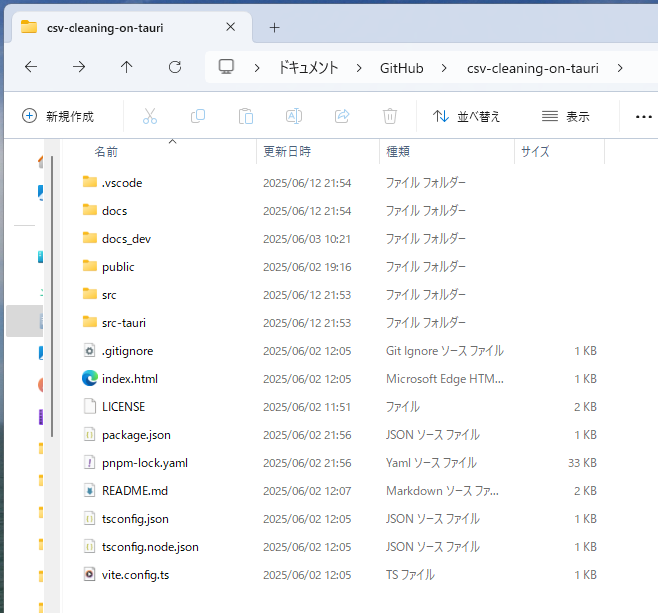 csv-cleaning-on-tauri
ドキュメント > GitHub > csv-cleaning-on-tauri >
新規作成 並べ替え 表示
名前 更新日時 種類 サイズ
.vscode 2025/06/12 21:54 ファイル フォルダー
docs 2025/06/12 21:54 ファイル フォルダー
docs_dev 2025/06/03 10:21 ファイル フォルダー
public 2025/06/02 19:16 ファイル フォルダー
src 2025/06/12 21:53 ファイル フォルダー
src-tauri 2025/06/12 21:53 ファイル フォルダー
.gitignore 2025/06/02 12:05 Git Ignore ソース ファイル 1 KB
index.html 2025/06/02 12:05 Microsoft Edge HTM... 1 KB
LICENSE 2025/06/02 11:51 ファイル 2 KB
package.json 2025/06/02 21:56 JSON ソース ファイル 1 KB
pnpm-lock.yaml 2025/06/02 21:56 Yaml ソース ファイル 33 KB
README.md 2025/06/02 12:07 Markdown ソース ファ... 2 KB
tsconfig.json 2025/06/02 12:05 JSON ソース ファイル 1 KB
tsconfig.node.json 2025/06/02 12:05 JSON ソース ファイル 1 KB
vite.config.ts 2025/06/02 12:05 TS ファイル 1 KB